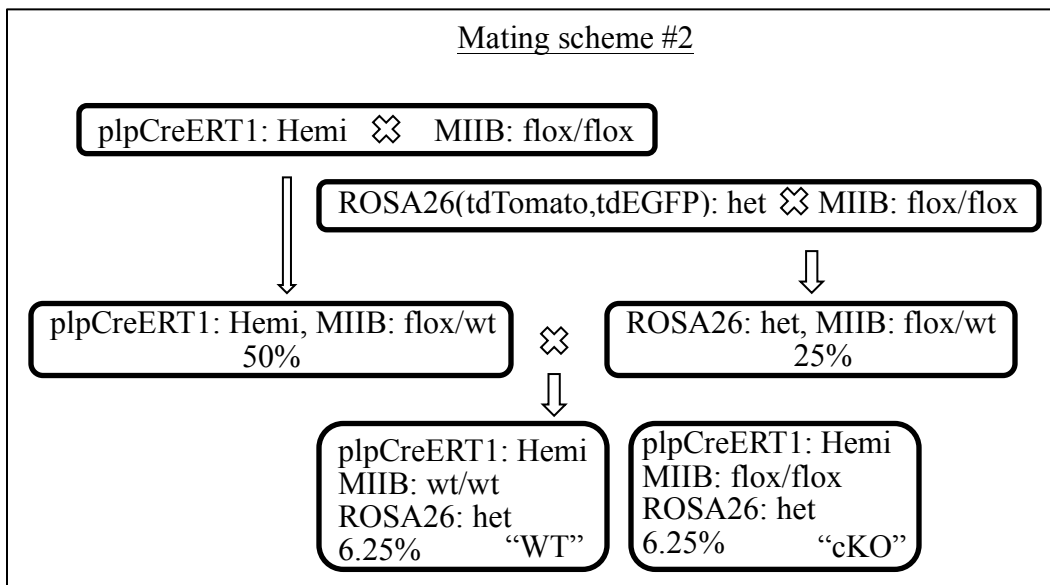 Mating scheme #2
plpCreERT1: Hemi MIIB: flox/flox
ROSA26(tdTomato,tdEGFP): het MIIB: flox/flox
plpCreERT1: Hemi, MIIB: flox/wt
50%
ROSA26: het, MIIB: flox/wt
25%
plpCreERT1: Hemi
MIIB: wt/wt
ROSA26: het
6.25% “WT”
plpCreERT1: Hemi
MIIB: flox/flox
ROSA26: het
6.25% “cKO”